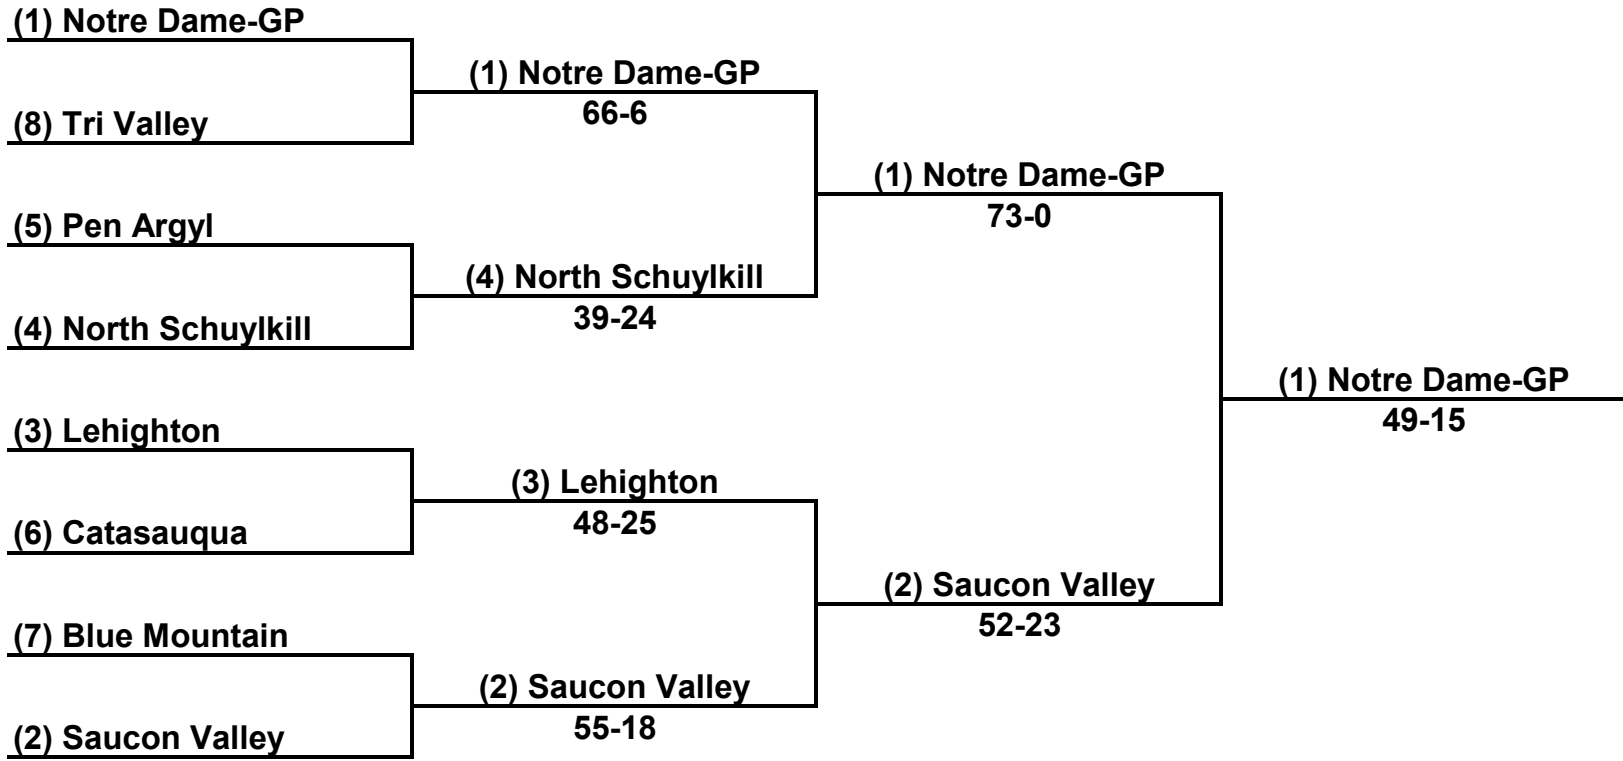 (1) Notre Dame-GP
(8) Tri Valley
(5) Pen Argyl
(4) North Schuylkill
(3) Lehighton
(6) Catasauqua
(7) Blue Mountain
(2) Saucon Valley
(1) Notre Dame-GP
66-6
(4) North Schuylkill
39-24
(3) Lehighton
48-25
(2) Saucon Valley
55-18
(1) Notre Dame-GP
73-0
(2) Saucon Valley
52-23
(1) Notre Dame-GP
49-15